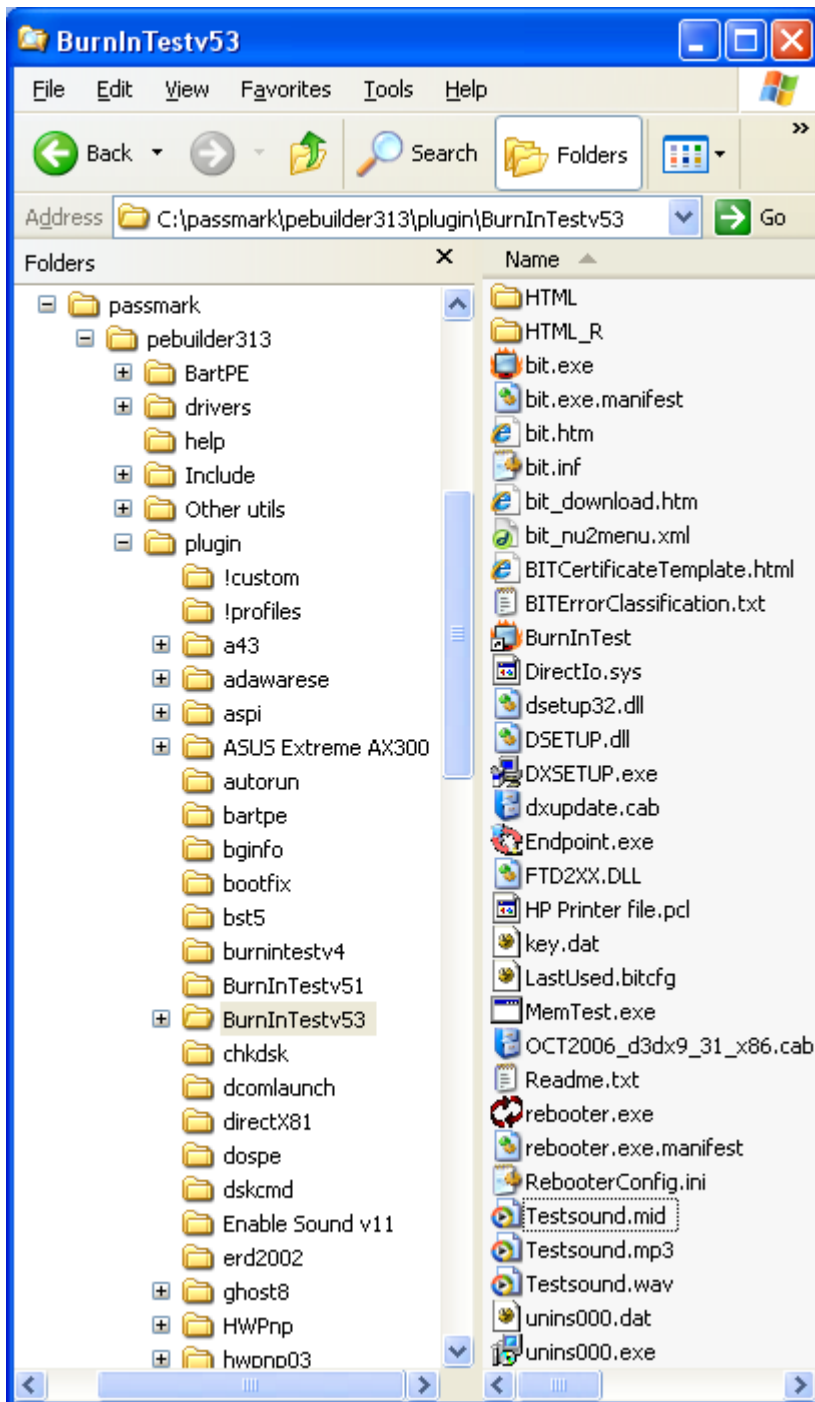 BurnInTestv53
File Edit View Favorites Tools Help
Back Search Folders
Address C:\passmark\pebuilder313\plugin\BurnInTestv53 Go
Folders
passmark
pebuilder313
BartPE
drivers
help
Include
Other utils
plugin
!custom
!profiles
a43
adawarese
aspi
ASUS Extreme AX300
autorun
bartpe
bginfo
bootfix
bst5
burnintestv4
BurnInTestv51
BurnInTestv53
chkdsk
dcomlaunch
directX81
dospe
dskcmd
Enable Sound v11
erd2002
ghost8
HWPnp
hwpnp03
Name
HTML
HTML_R
bit.exe
bit.exe.manifest
bit.htm
bit.inf
bit_download.htm
bit_nu2menu.xml
BITCertificateTemplate.html
BITErrorClassification.txt
BurnInTest
DirectIo.sys
dsetup32.dll
DSETUP.dll
DXSETUP.exe
dxupdate.cab
Endpoint.exe
FTD2XX.DLL
HP Printer file.pcl
key.dat
LastUsed.bitcfg
MemTest.exe
OCT2006_d3dx9_31_x86.cab
Readme.txt
rebooter.exe
rebooter.exe.manifest
RebooterConfig.ini
Testsound.mid
Testsound.mp3
Testsound.wav
unins000.dat
unins000.exe